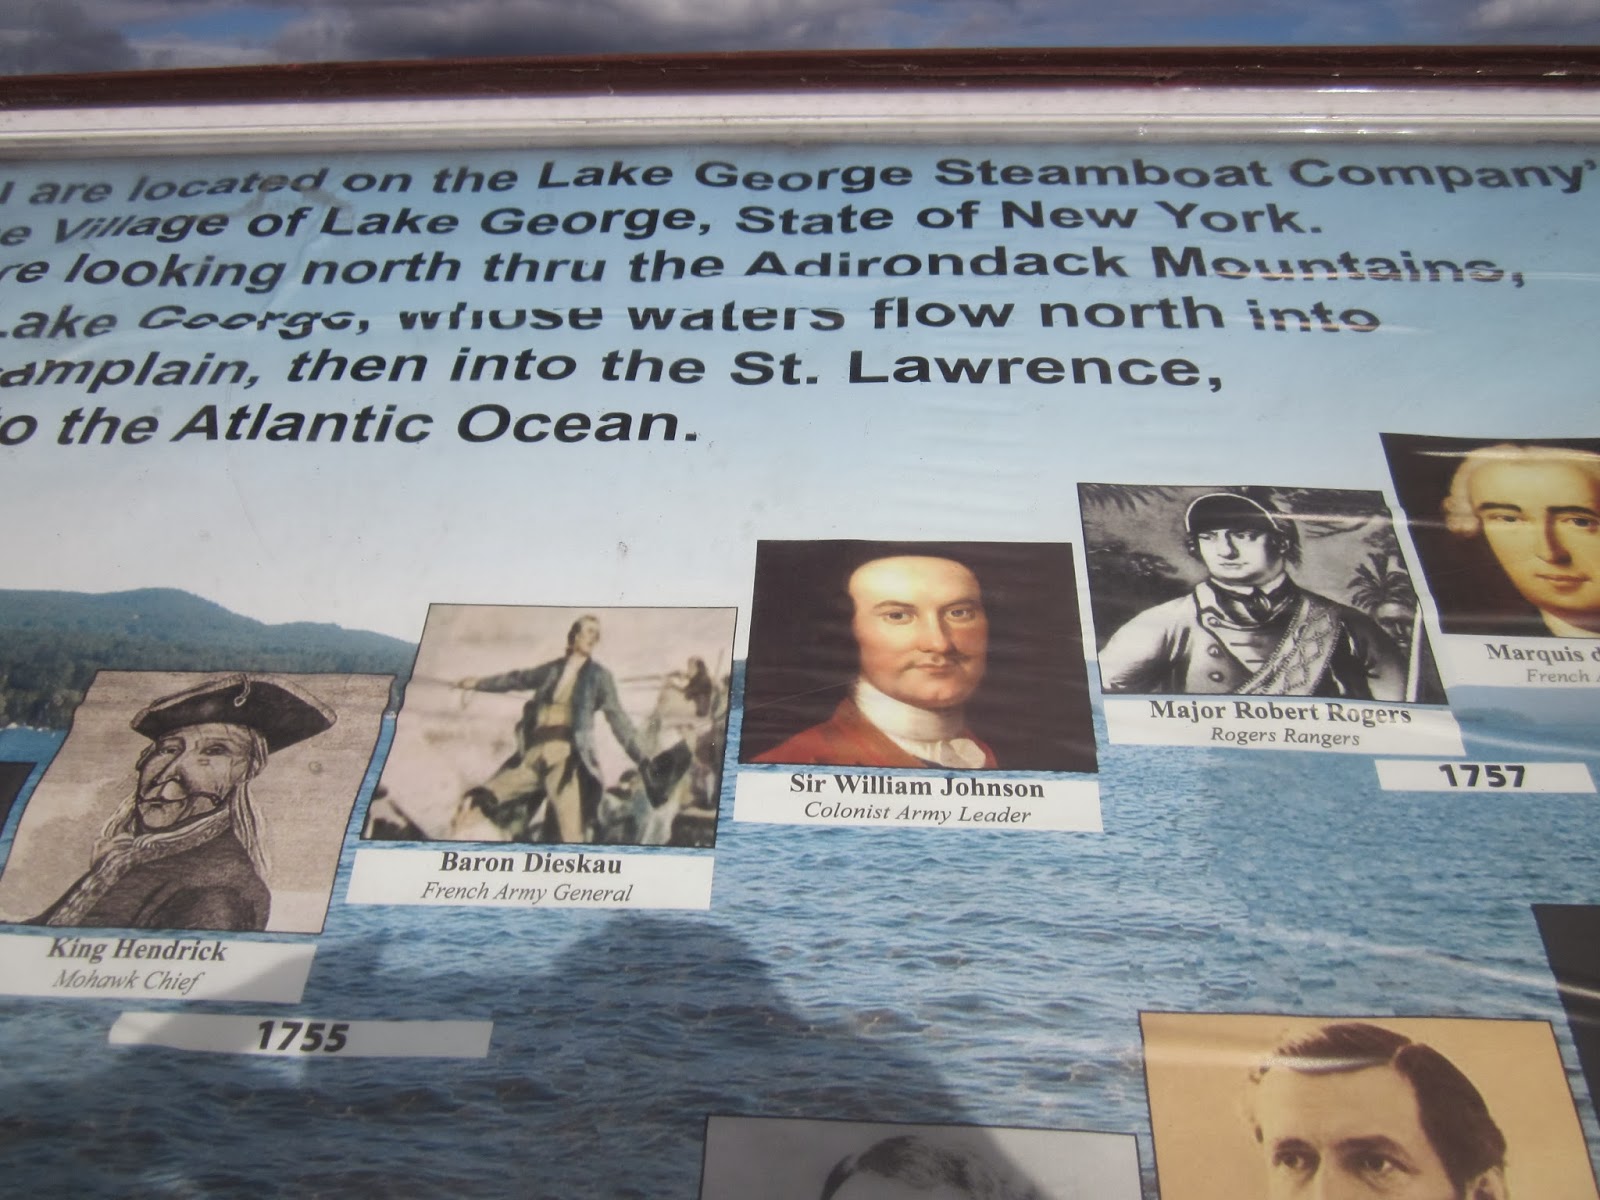 are located on the Lake George Steamboat Company'
e Village of Lake George, State of New York.
re looking north thru the Adirondack Mountains,
Lake George, whose waters flow north into
amplain, then into the St. Lawrence,
to the Atlantic Ocean.
Marquis d
French A
Major Robert Rogers
Rogers Rangers
1757
Sir William Johnson
Colonist Army Leader
Baron Dieskau
French Army General
King Hendrick
Mohawk Chief
1755